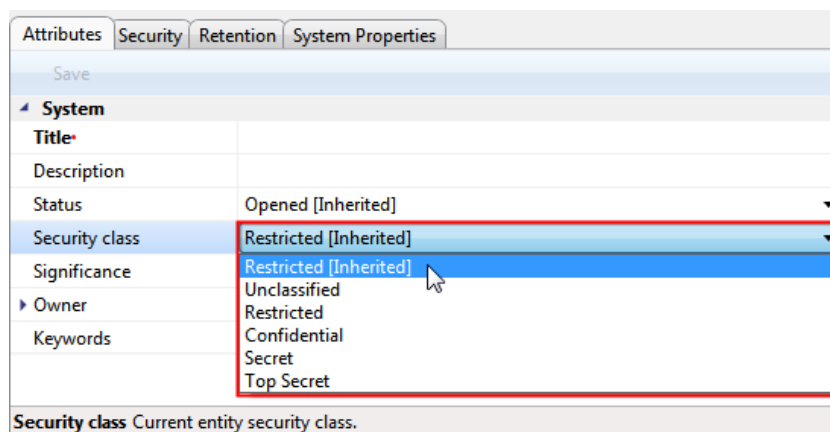 Attributes Security Retention System Properties
Save
System
Title•
Description
Status Opened [Inherited]
Security class Restricted [Inherited]
Significance Restricted [Inherited]
Unclassified
Owner Restricted
Keywords Confidential
Secret
Top Secret
Security class Current entity security class.